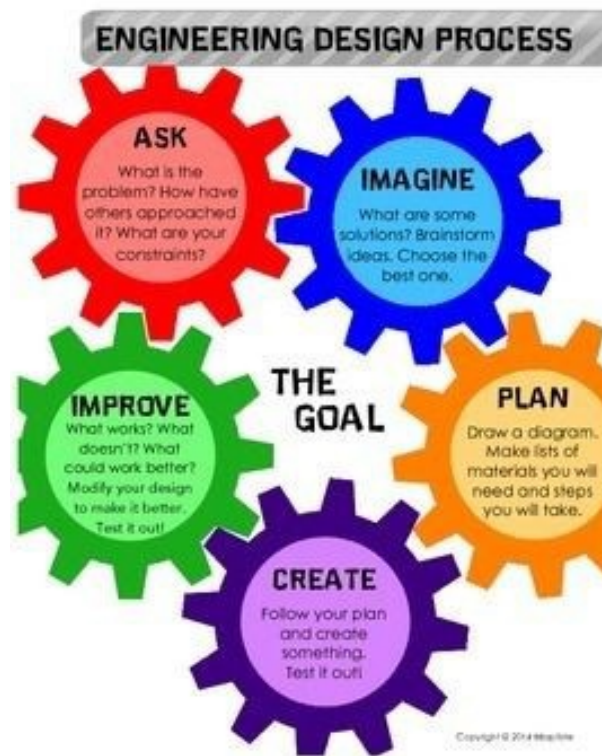 ENGINEERING DESIGN PROCESS
ASK
What is the
problem? How have
others approached
it? What are your
constraints?
IMAGINE
What are some
solutions? Brainstorm
ideas. Choose the
best one.
THE
GOAL
PLAN
Draw a diagram.
Make lists of
materials you will
need and steps
you will take.
CREATE
Follow your plan
and create
something.
Test it out!
IMPROVE
What works? What
doesn't? What
could work better?
Modify your design
to make it better.
Test it out!
Copyright © 2014